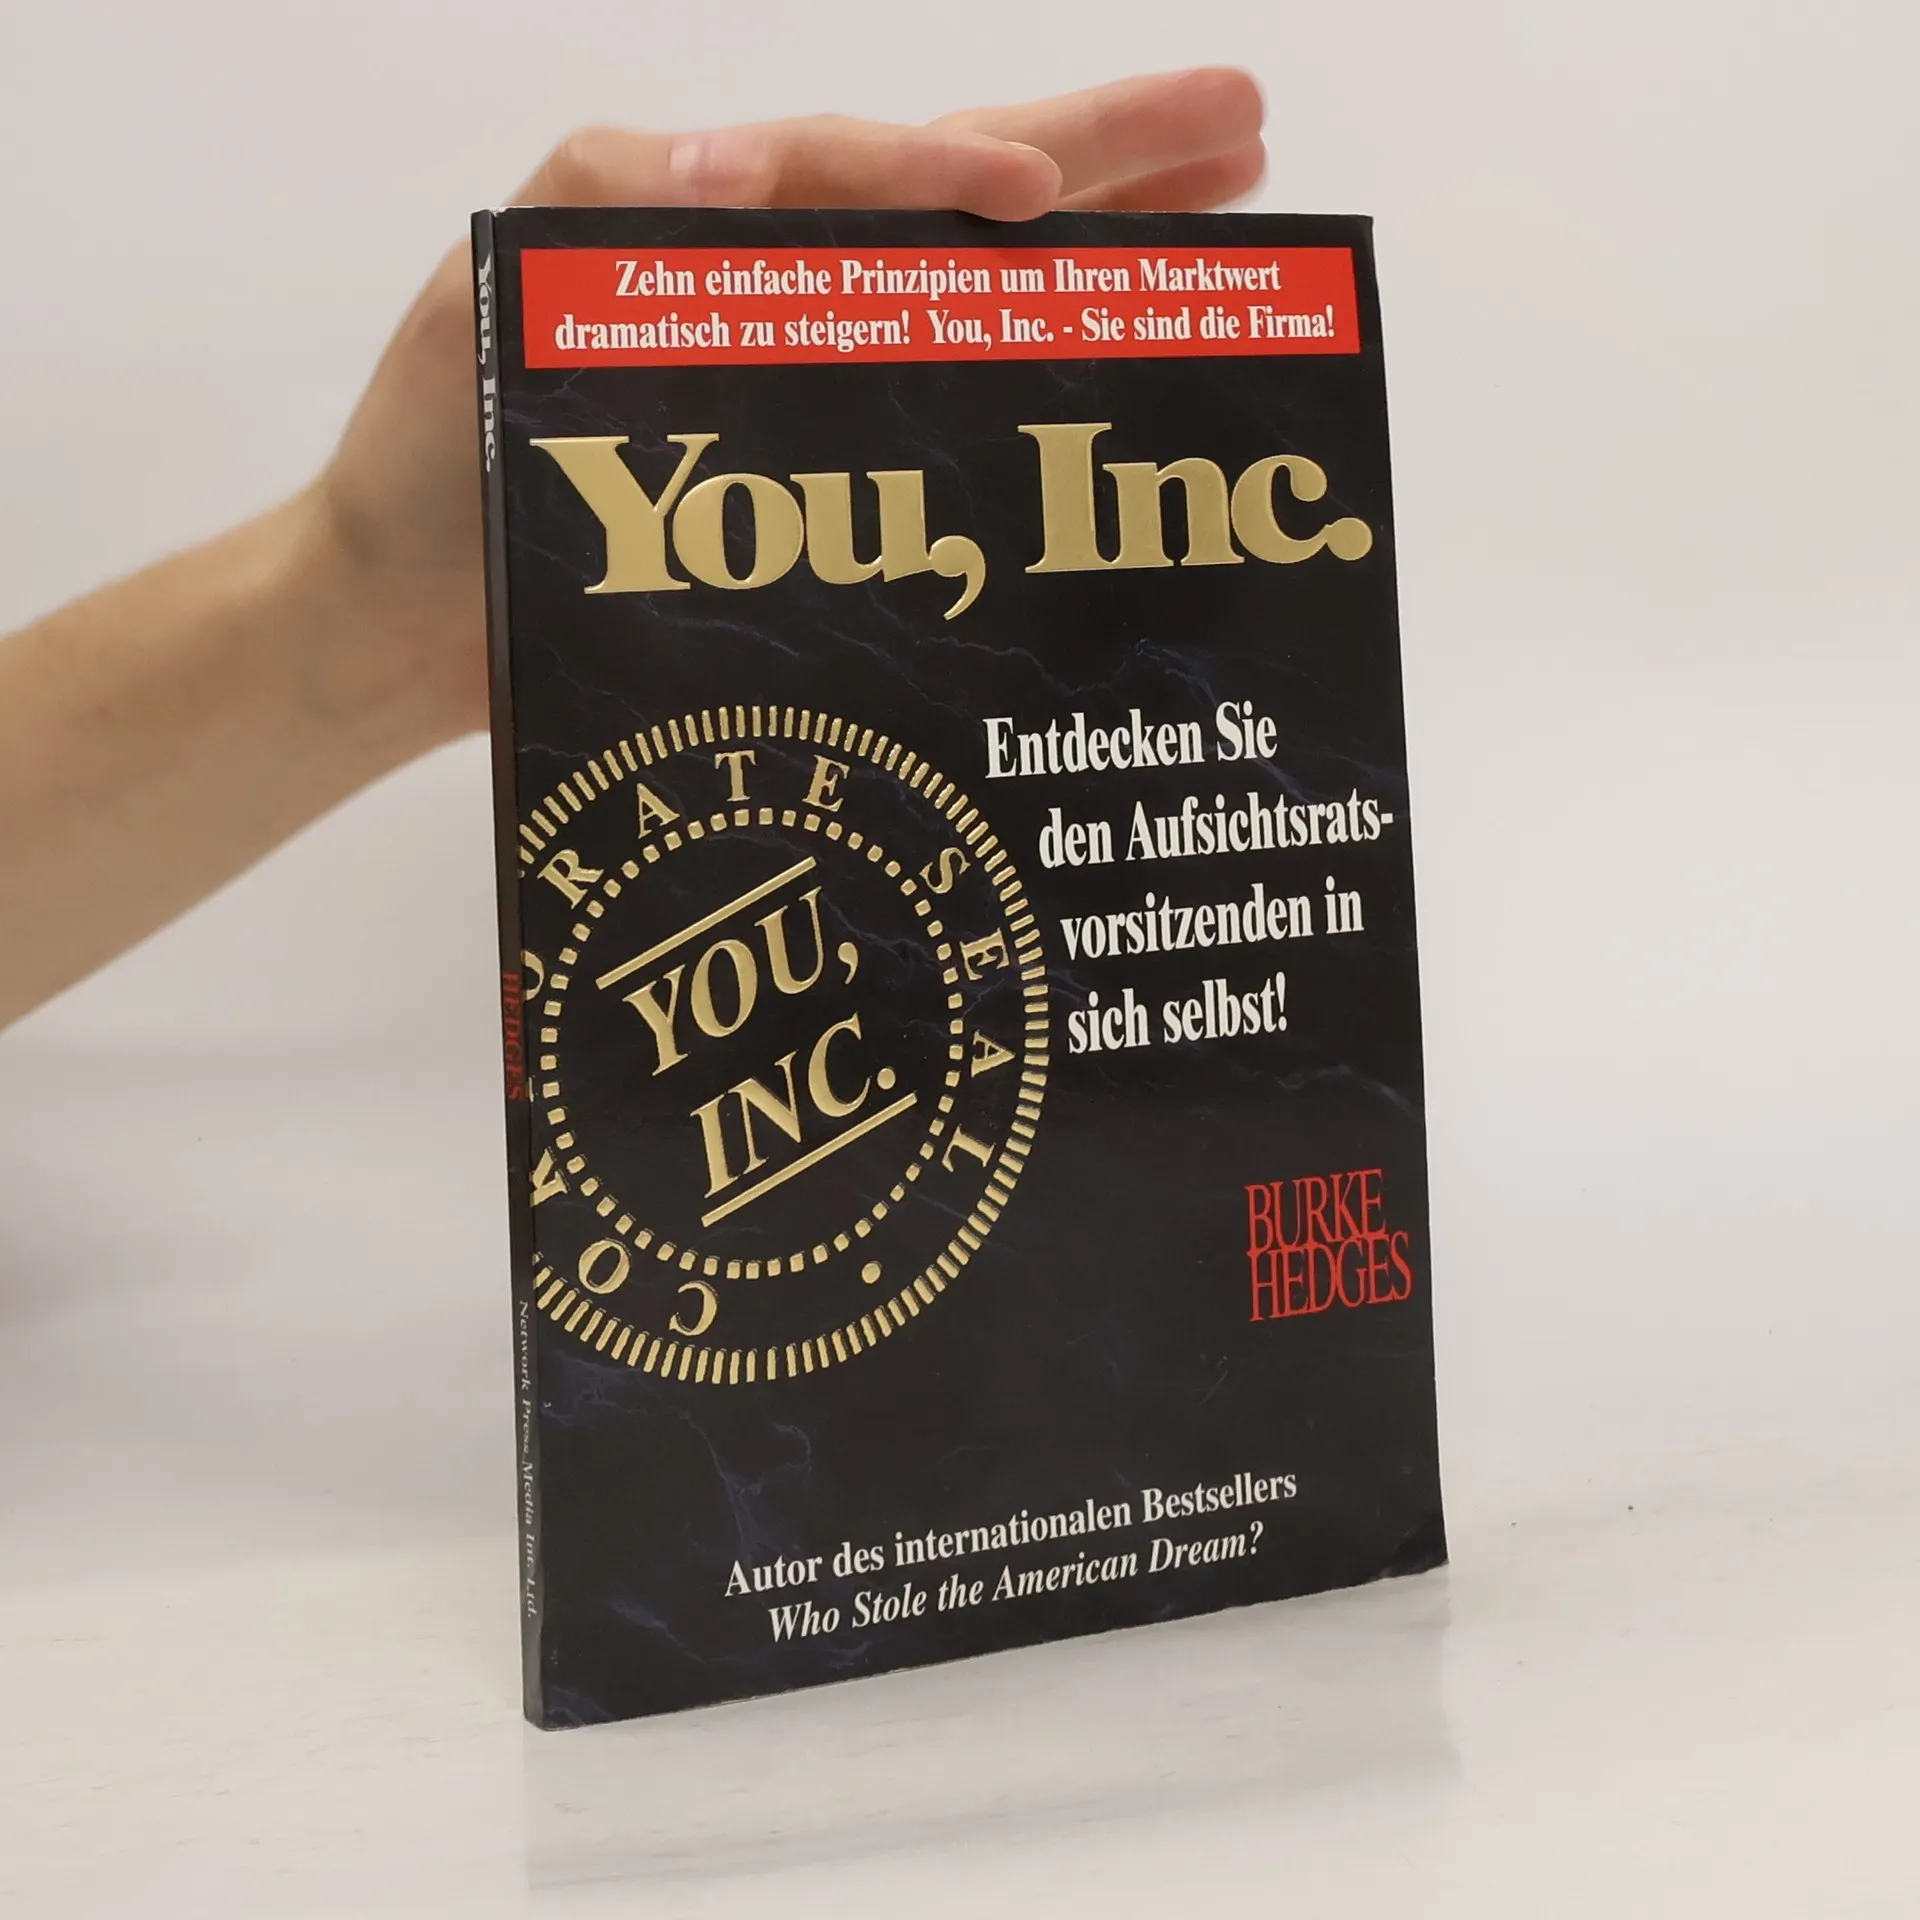 Zehn einfache Prinzipien um Ihren Marktwert
dramatisch zu steigern! You, Inc. - Sie sind die Firma!
You, Inc.
Entdecken Sie
den Aufsichtsrats-
vorsitzenden in
sich selbst!
CORPORATE SEAL
YOU,
INC.
BURKE
HEDGES
Autor des internationalen Bestsellers
Who Stole the American Dream?
You, Inc.
HEDGES
Network Press Media Int. Ltd.